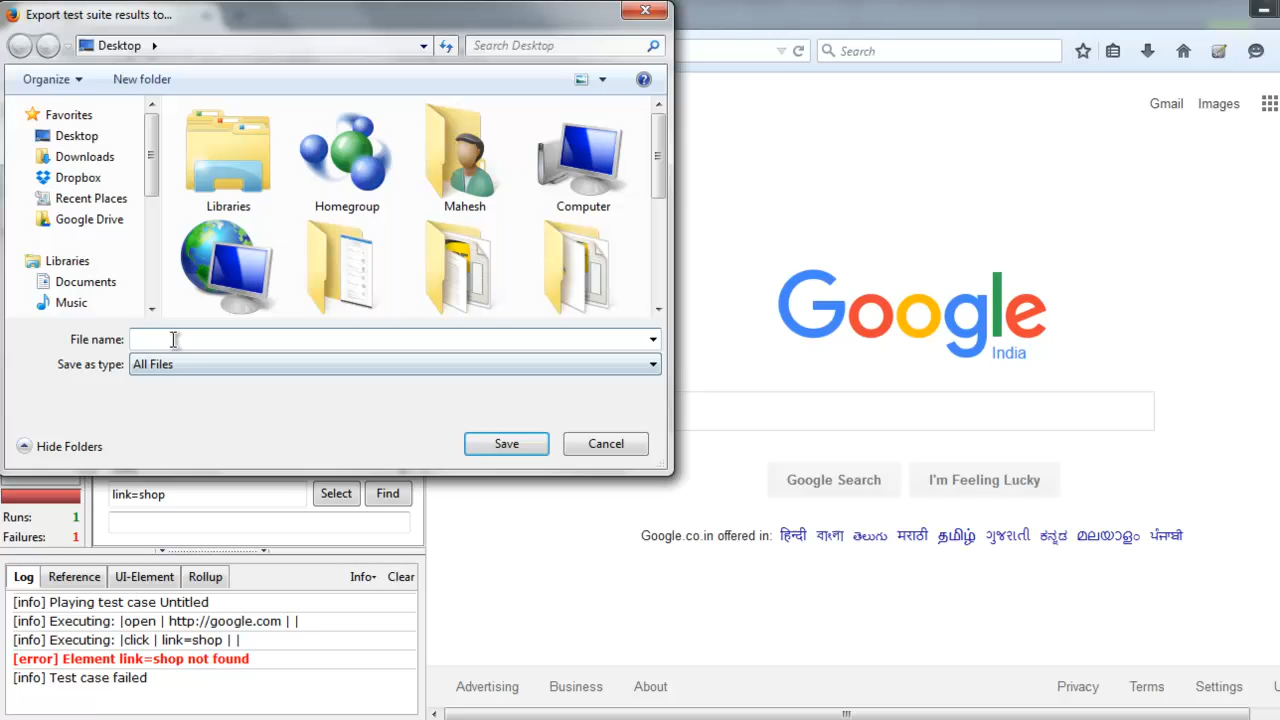 Export test suite results to...
Desktop
Search Desktop
Organize
New folder
Favorites
Desktop
Downloads
Dropbox
Recent Places
Google Drive
Libraries
Documents
Music
Libraries
Homegroup
Mahesh
Computer
File name:
Save as type:
All Files
Hide Folders
Save
Cancel
Search
Gmail
Images
Google
India
Google Search
I'm Feeling Lucky
Google.co.in offered in: हिन्दी বাংলা తెలుగు मराठी தமிழ் ગુજરાતી ಕನ್ನಡ മലയാളം ਪੰਜਾਬੀ
link=shop
Select
Find
Runs: 1
Failures: 1
Log
Reference
UI-Element
Rollup
Info
Clear
[info] Playing test case Untitled
[info] Executing: |open | http://google.com | |
[info] Executing: |click | link=shop | |
[error] Element link=shop not found
[info] Test case failed
Advertising
Business
About
Privacy
Terms
Settings